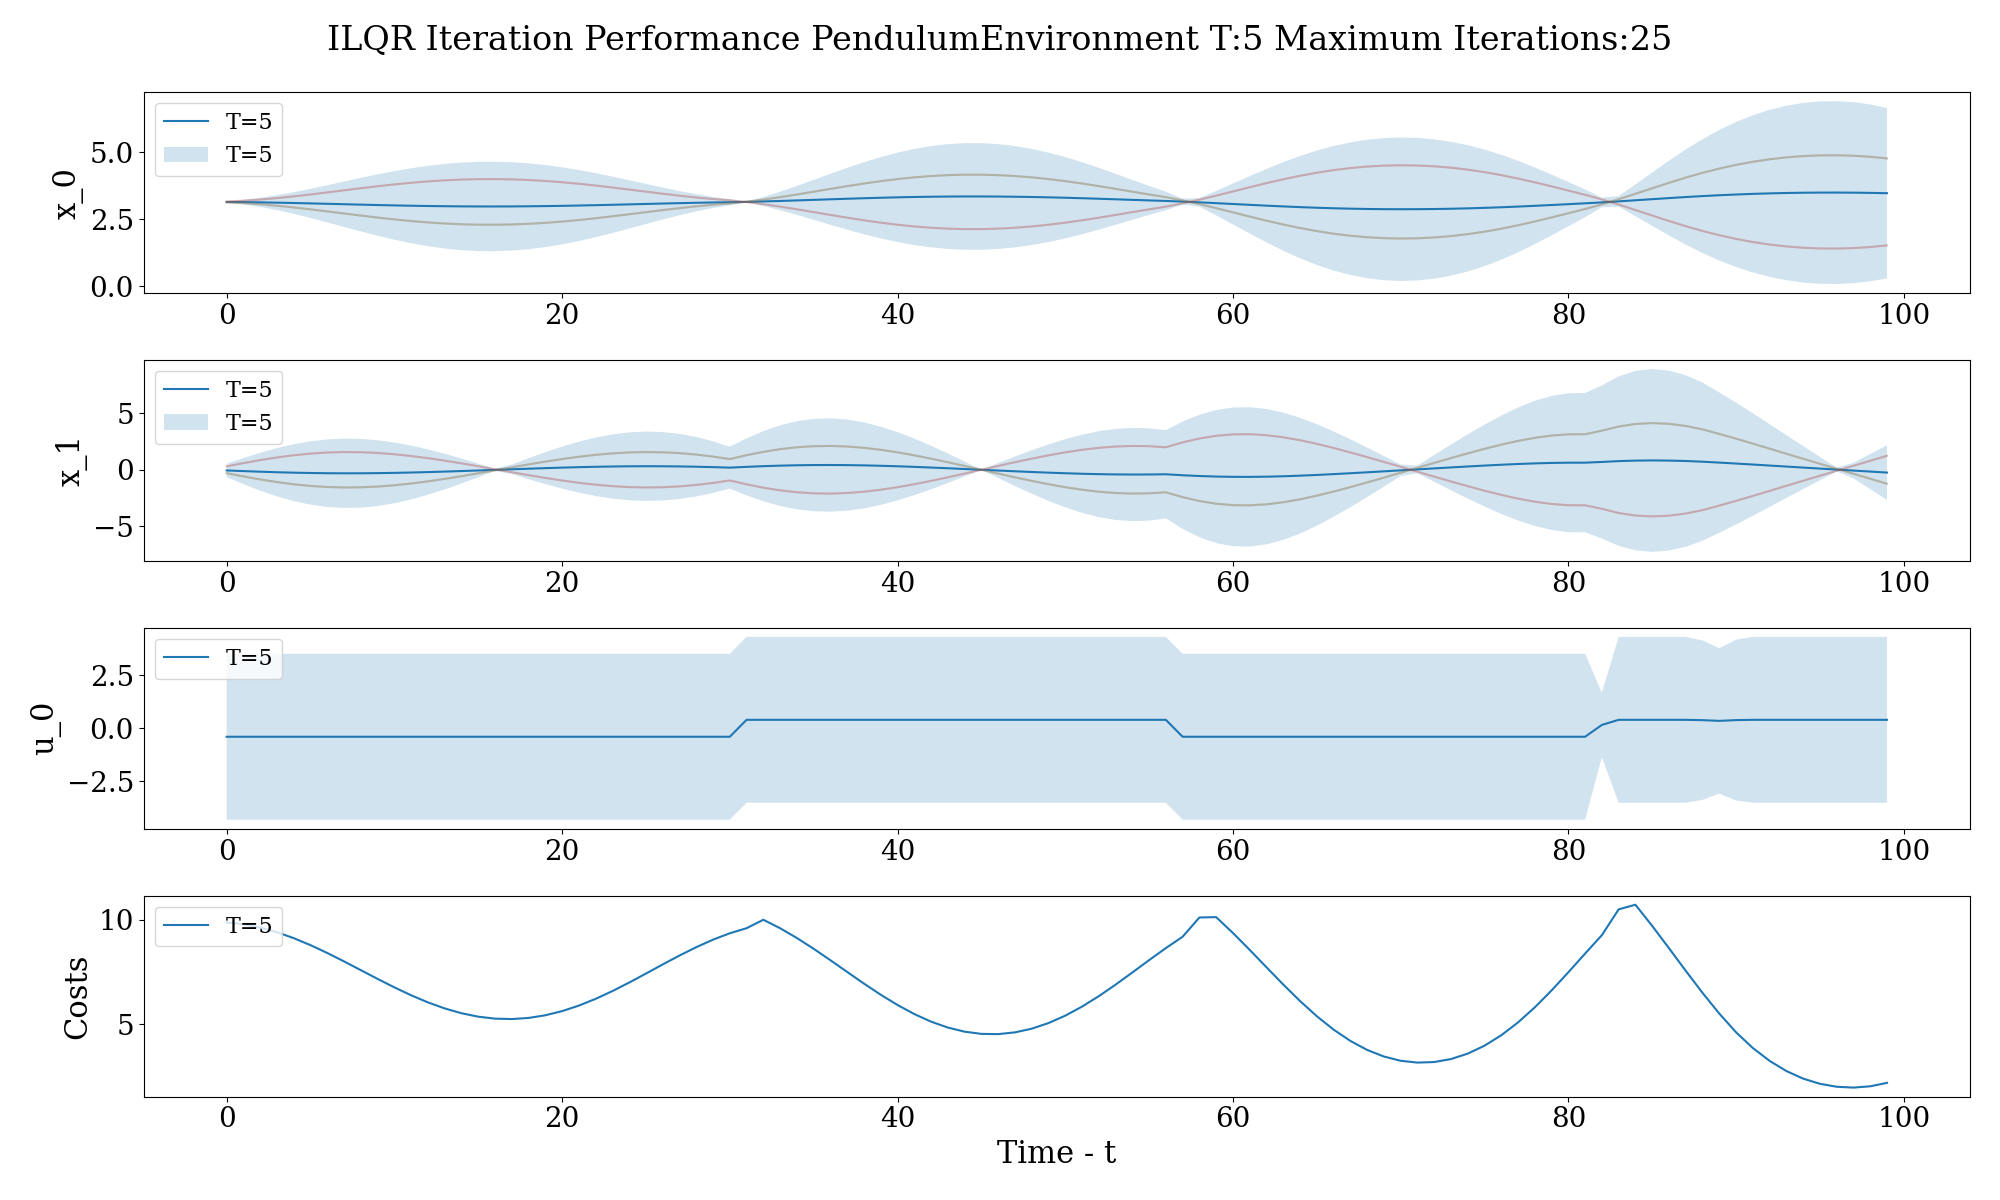 ILQR Iteration Performance PendulumEnvironment T:5 Maximum Iterations:25
x_0
5.0
2.5
0.0
T=5
T=5
0 20 40 60 80 100
x_1
5
0
−5
T=5
T=5
0 20 40 60 80 100
u_0
2.5
0.0
−2.5
T=5
0 20 40 60 80 100
Costs
10
5
T=5
0 20 40 60 80 100
Time - t